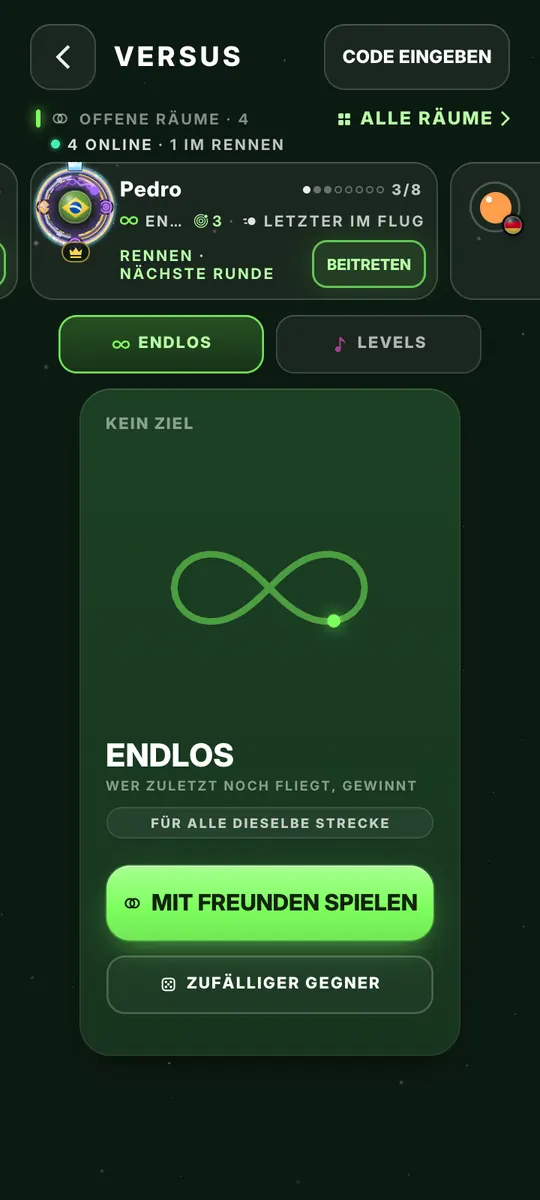 VERSUS
CODE EINGEBEN
OFFENE RÄUME · 4
ALLE RÄUME
4 ONLINE · 1 IM RENNEN
Pedro
3/8
EN… 3 · LETZTER IM FLUG
RENNEN ·
NÄCHSTE RUNDE
BEITRETEN
ENDLOS
LEVELS
KEIN ZIEL
ENDLOS
WER ZULETZT NOCH FLIEGT, GEWINNT
FÜR ALLE DIESELBE STRECKE
MIT FREUNDEN SPIELEN
ZUFÄLLIGER GEGNER